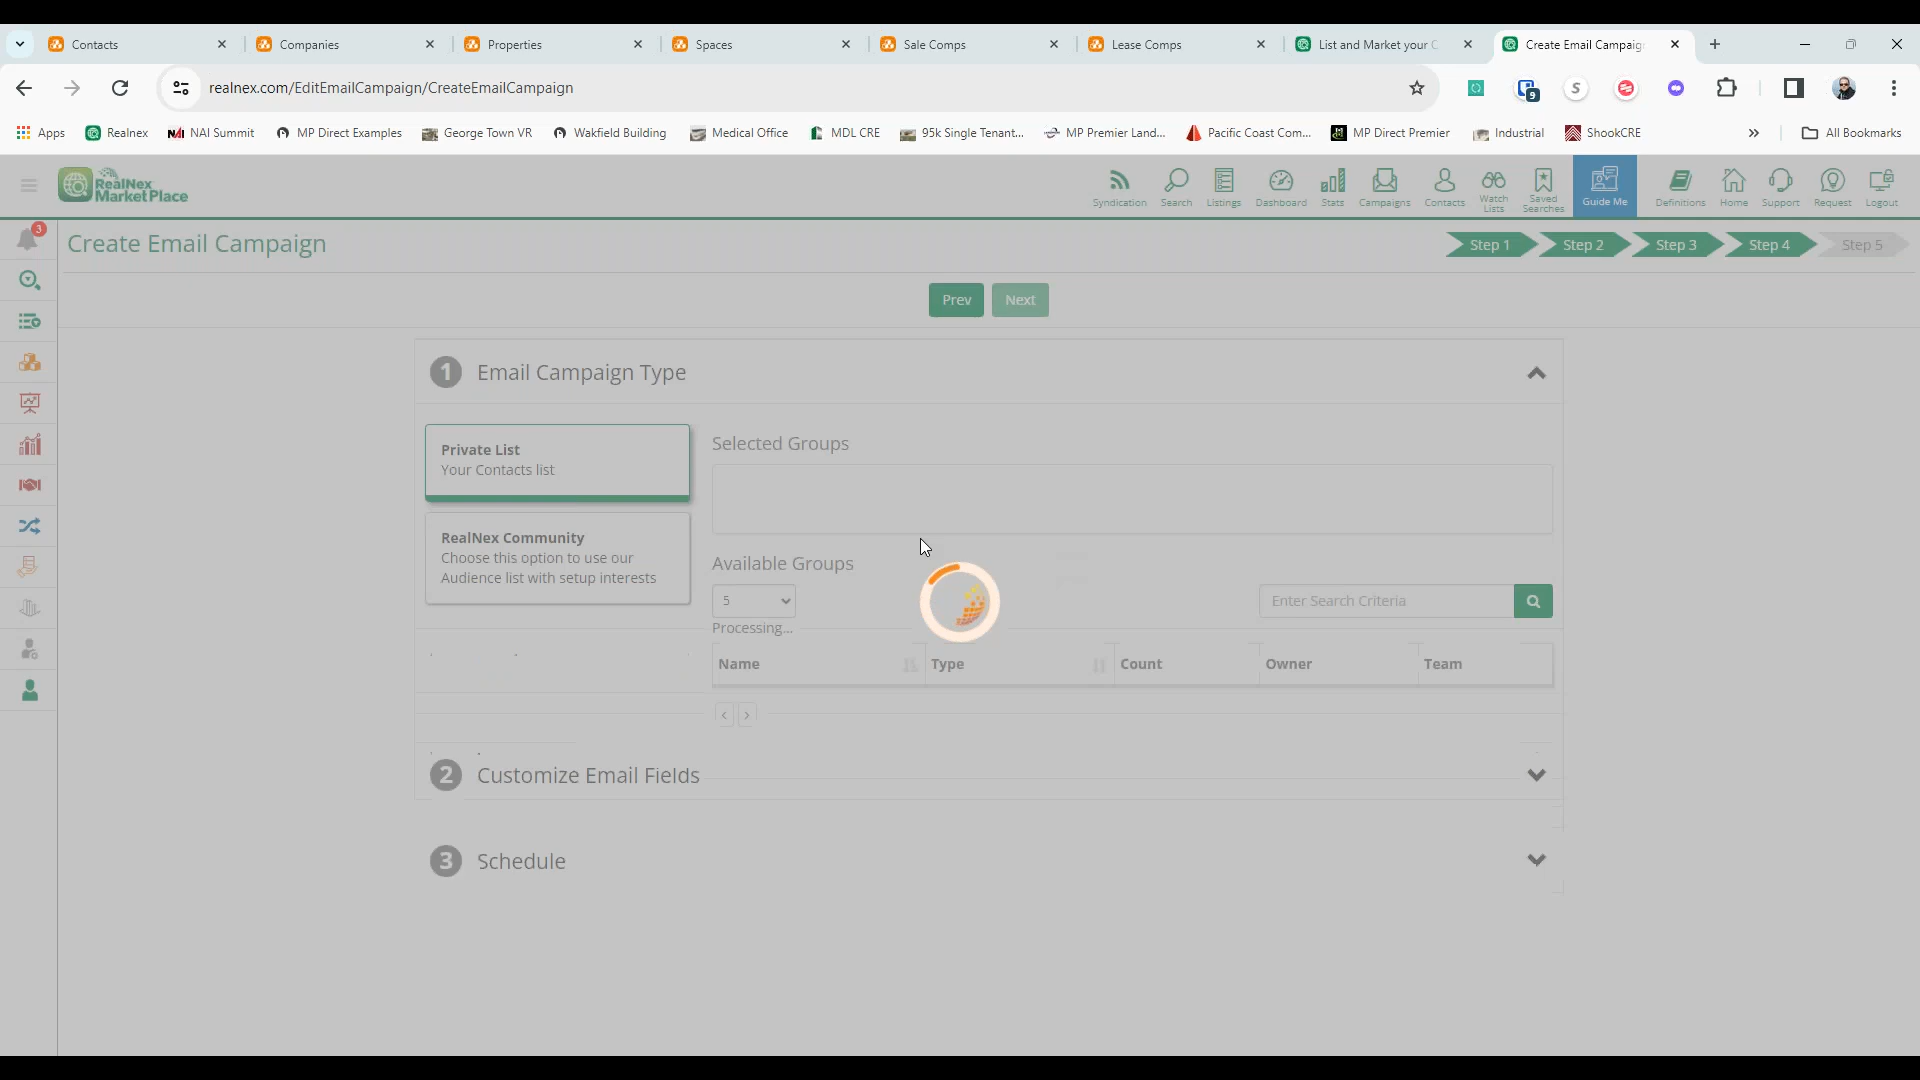 Contacts
Companies
Properties
Spaces
Sale Comps
Lease Comps
List and Market your C
Create Email Campaig
realnex.com/EditEmailCampaign/CreateEmailCampaign
S
9
Apps
Realnex
NAI Summit
MP Direct Examples
George Town VR
Wakfield Building
Medical Office
MDL CRE
95k Single Tenant...
MP Premier Land...
Pacific Coast Com...
MP Direct Premier
Industrial
ShookCRE
All Bookmarks
RealNex
MarketPlace
Syndication
Search
Listings
Dashboard
Stats
Campaigns
Contacts
Watch
Lists
Saved
Searches
Guide Me
Definitions
Home
Support
Request
Logout
3
Create Email Campaign
Step 1
Step 2
Step 3
Step 4
Step 5
Prev
Next
1
Email Campaign Type
Private List
Your Contacts list
RealNex Community
Choose this option to use our
Audience list with setup interests
Selected Groups
Available Groups
5
Enter Search Criteria
Processing...
Name
Type
Count
Owner
Team
2
Customize Email Fields
3
Schedule